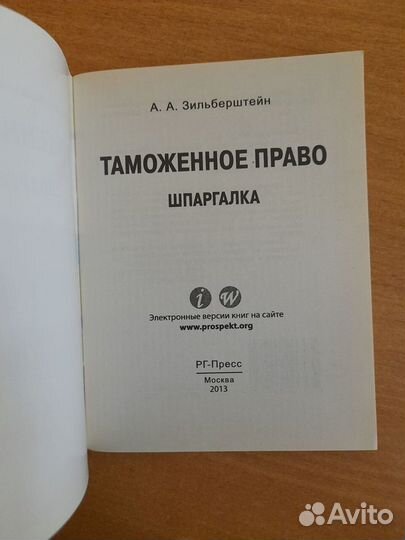 А. А. Зильберштейн
ТАМОЖЕННОЕ ПРАВО
ШПАРГАЛКА
i w
Электронные версии книг на сайте
www.prospekt.org
РГ-Пресс
Москва
2013
Avito